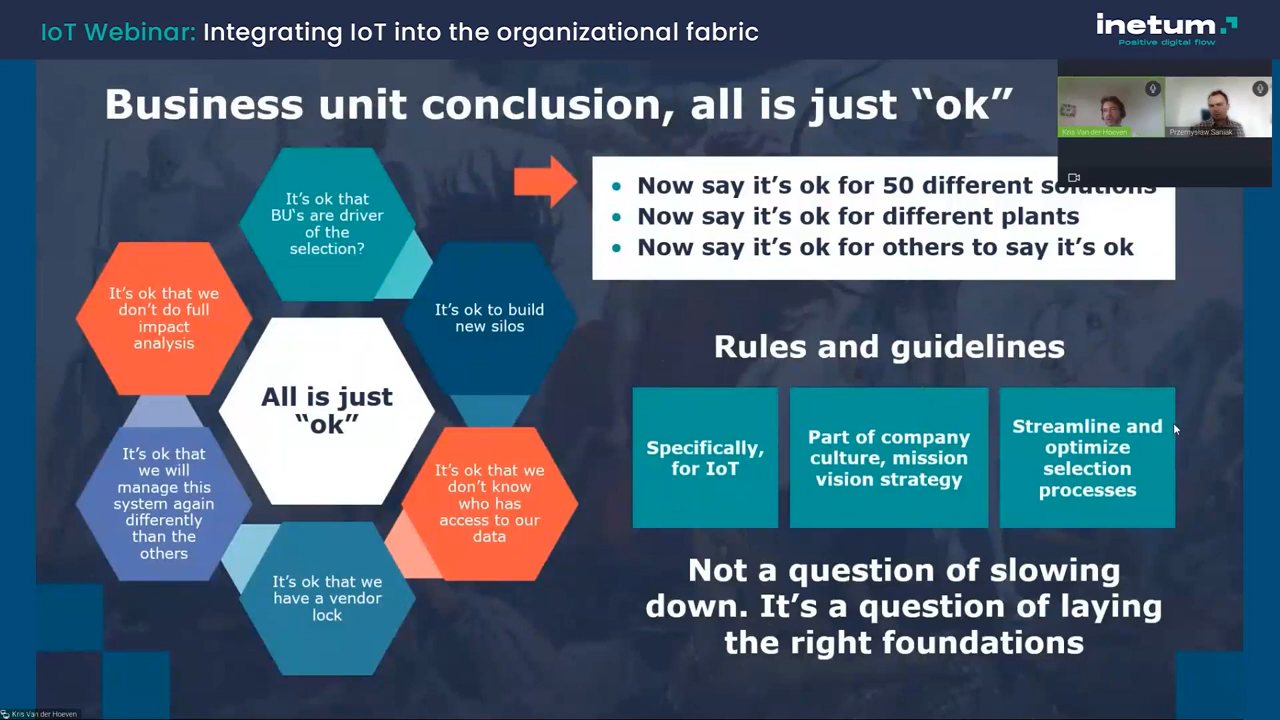 IoT Webinar: Integrating IoT into the organizational fabric
inetum
Positive digital flow
Business unit conclusion, all is just “ok”
Kris Van der Hoeven
Przemysław Saniak
It’s ok that
BU`s are driver
of the
selection?
It’s ok to build
new silos
It’s ok that we
don’t know
who has
access to our
data
It’s ok that we
have a vendor
lock
It’s ok that
we will
manage this
system again
differently
than the
others
It’s ok that we
don’t do full
impact
analysis
All is just
“ok”
Now say it’s ok for 50 different solutions
Now say it’s ok for different plants
Now say it’s ok for others to say it’s ok
Rules and guidelines
Specifically,
for IoT
Part of company
culture, mission
vision strategy
Streamline and
optimize
selection
processes
Not a question of slowing
down. It’s a question of laying
the right foundations
Kris Van der Hoeven